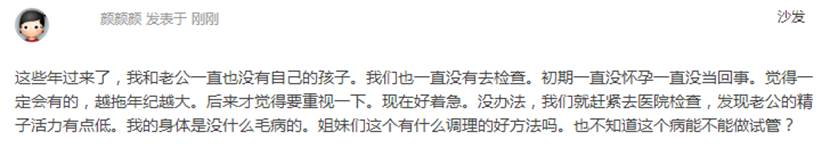 颜颜颜 发表于 刚刚
沙发
这些年过来了，我和老公一直也没有自己的孩子。我们也一直没有去检查。初期一直没怀孕一直没当回事。觉得一
定会有的，越拖年纪越大。后来才觉得要重视一下。现在好着急。没办法，我们就赶紧去医院检查，发现老公的精
子活力有点低。我的身体是没什么毛病的。姐妹们这个有什么调理的好方法吗。也不知道这个病能不能做试管？